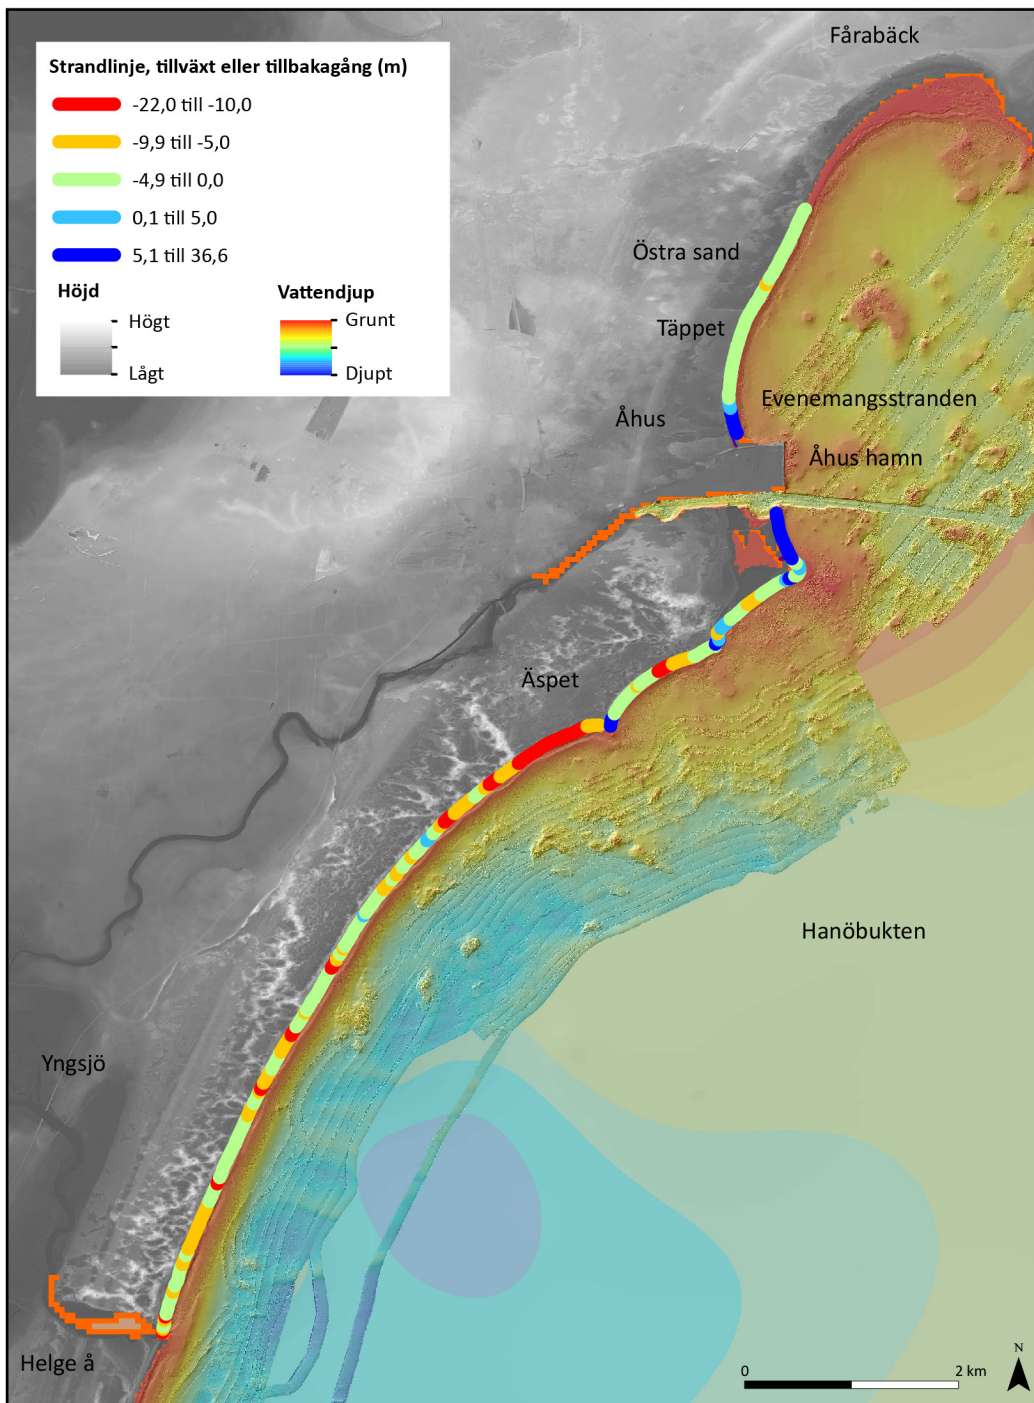 Fårabäck
Strandlinje, tillväxt eller tillbakagång (m)
-22,0 till -10,0
-9,9 till -5,0
-4,9 till 0,0
0,1 till 5,0
5,1 till 36,6
Höjd
Högt
Lågt
Vattendjup
Grunt
Djupt
Östra sand
Täppet
Evenemangsstranden
Åhus
Åhus hamn
Äspet
Hanöbukten
Yngsjö
Helge å
N
0
2 km